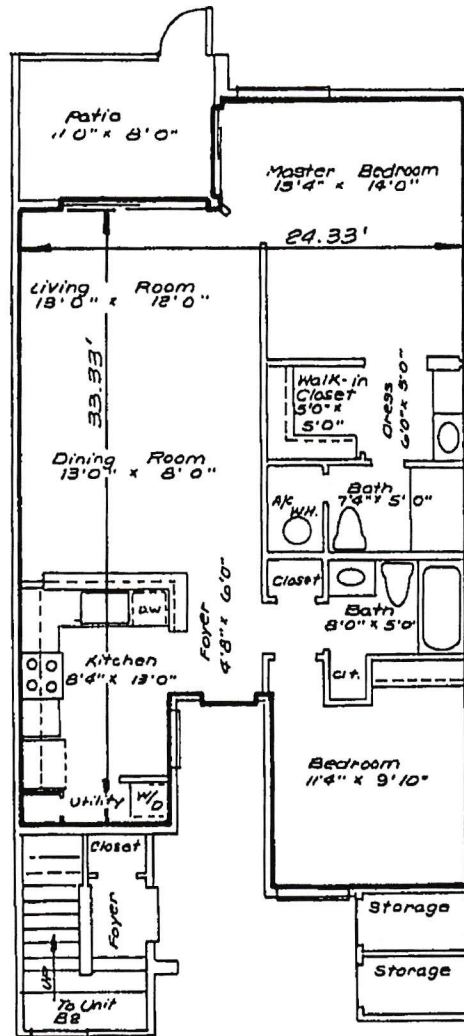 Patio
11'0" x 8'0"
Master Bedroom
13'4" x 14'0"
24.33'
Living Room
13'0" x 12'0"
33.33'
Walk-in
Closet
5'0" x
5'0"
Dress
6'0" x 5'0"
Dining Room
13'0" x 8'0"
A/C
W.H.
Bath
7'4" x 5'0"
Closet
D.W
Bath
8'0" x 5'0"
Foyer
4'8" x 6'0"
Kitchen
8'4" x 13'0"
Clt.
Bedroom
11'4" x 9'10"
Utility
W/D
Closet
Foyer
Storage
Storage
UP
To Unit
B8